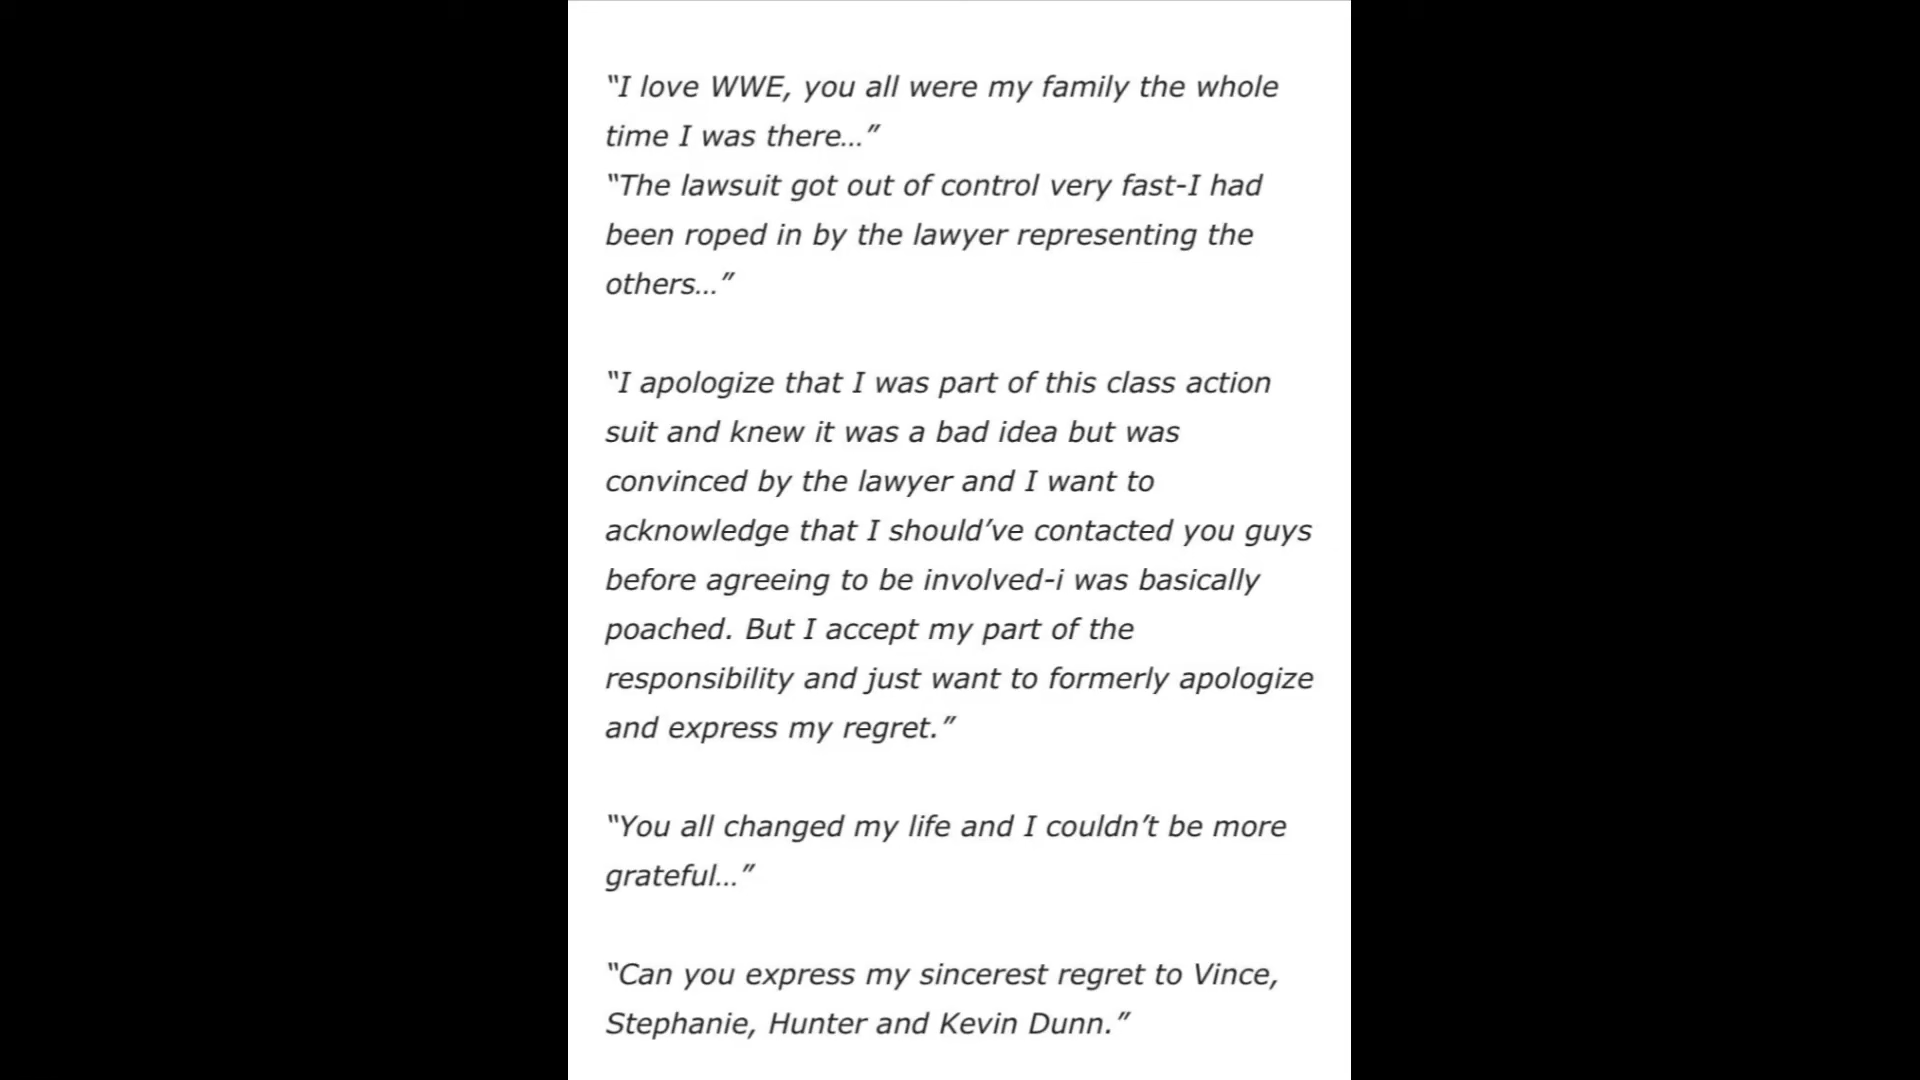 “I love WWE, you all were my family the whole
time I was there…”
“The lawsuit got out of control very fast-I had
been roped in by the lawyer representing the
others…”
“I apologize that I was part of this class action
suit and knew it was a bad idea but was
convinced by the lawyer and I want to
acknowledge that I should’ve contacted you guys
before agreeing to be involved-i was basically
poached. But I accept my part of the
responsibility and just want to formerly apologize
and express my regret.”
“You all changed my life and I couldn’t be more
grateful…”
“Can you express my sincerest regret to Vince,
Stephanie, Hunter and Kevin Dunn.”